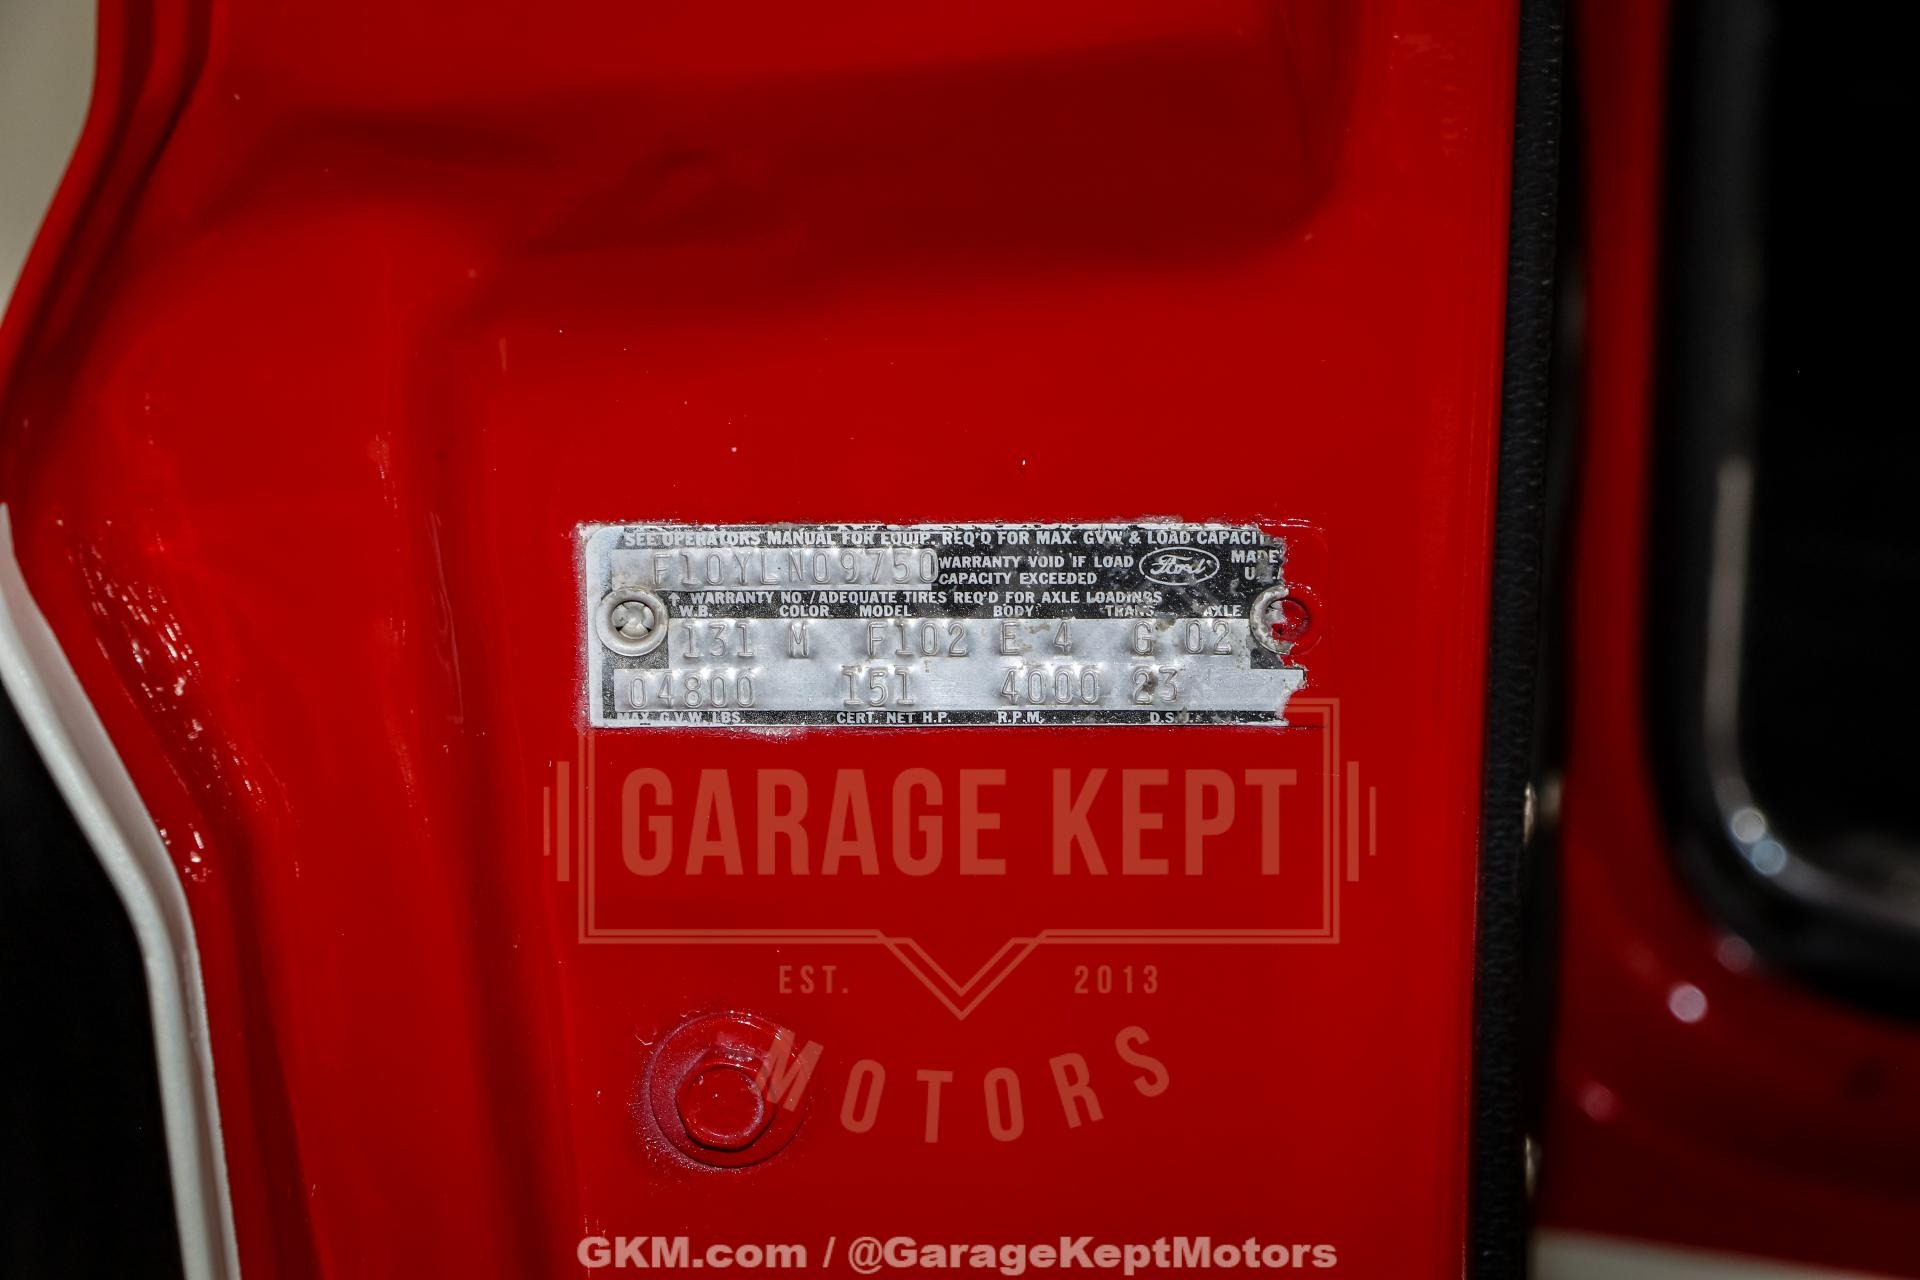 SEE OPERATORS MANUAL FOR EQUIP. REQ'D FOR MAX. GVW & LOAD CAPACI
F10YLN09750 WARRANTY VOID IF LOAD Ford MADE
CAPACITY EXCEEDED U.
↑ WARRANTY NO./ADEQUATE TIRES REQ'D FOR AXLE LOADINGS
W.B. COLOR MODEL BODY TRANS. AXLE
131 M F102 E 4 G 02
04800 151 4000 23
MAX. G.V.W. LBS. CERT. NET H.P. R.P.M. D.S.
GARAGE KEPT
EST. 2013
MOTORS
GKM.com / @GarageKeptMotors